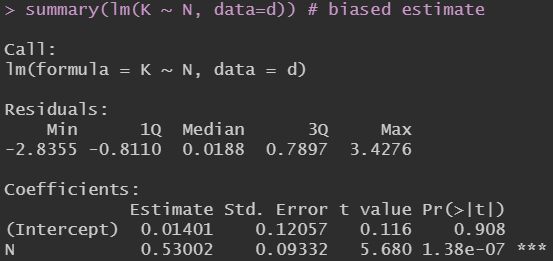 > summary(lm(K ~ N, data=d)) # biased estimate
Call:
lm(formula = K ~ N, data = d)
Residuals:
    Min      1Q  Median      3Q     Max
-2.8355 -0.8110  0.0188  0.7897  3.4276
Coefficients:
            Estimate Std. Error t value Pr(>|t|)
(Intercept)  0.01401    0.12057   0.116    0.908
N            0.53002    0.09332   5.680 1.38e-07 ***